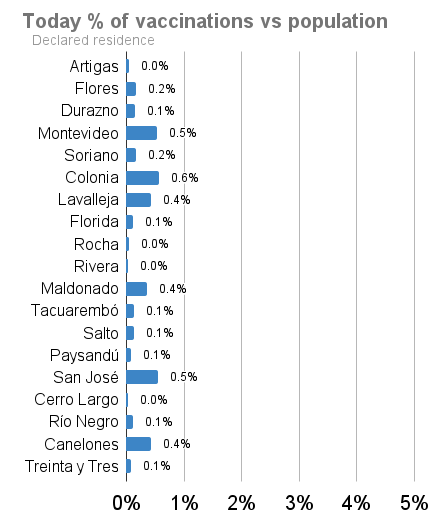 Today % of vaccinations vs population
Declared residence
Artigas 0.0%
Flores 0.2%
Durazno 0.1%
Montevideo 0.5%
Soriano 0.2%
Colonia 0.6%
Lavalleja 0.4%
Florida 0.1%
Rocha 0.0%
Rivera 0.0%
Maldonado 0.4%
Tacuarembó 0.1%
Salto 0.1%
Paysandú 0.1%
San José 0.5%
Cerro Largo 0.0%
Río Negro 0.1%
Canelones 0.4%
Treinta y Tres 0.1%
0% 1% 2% 3% 4% 5%